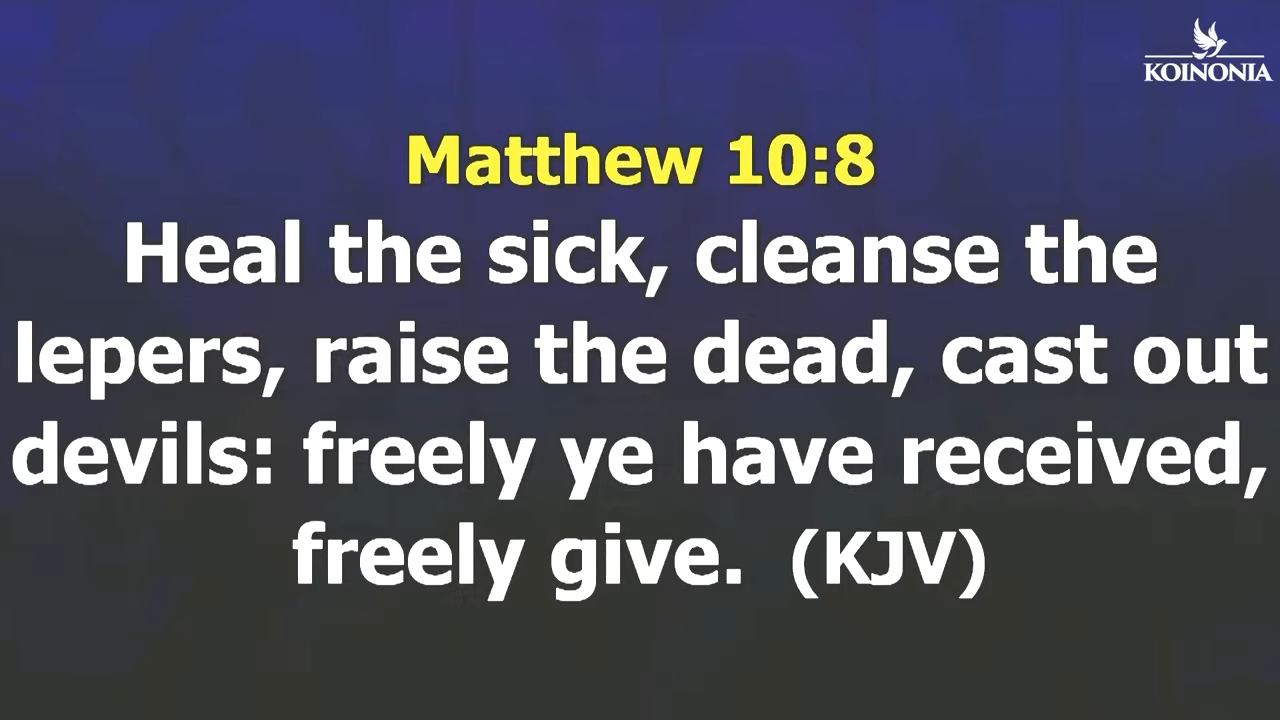 KOINONIA
Matthew 10:8
Heal the sick, cleanse the
lepers, raise the dead, cast out
devils: freely ye have received,
freely give. (KJV)